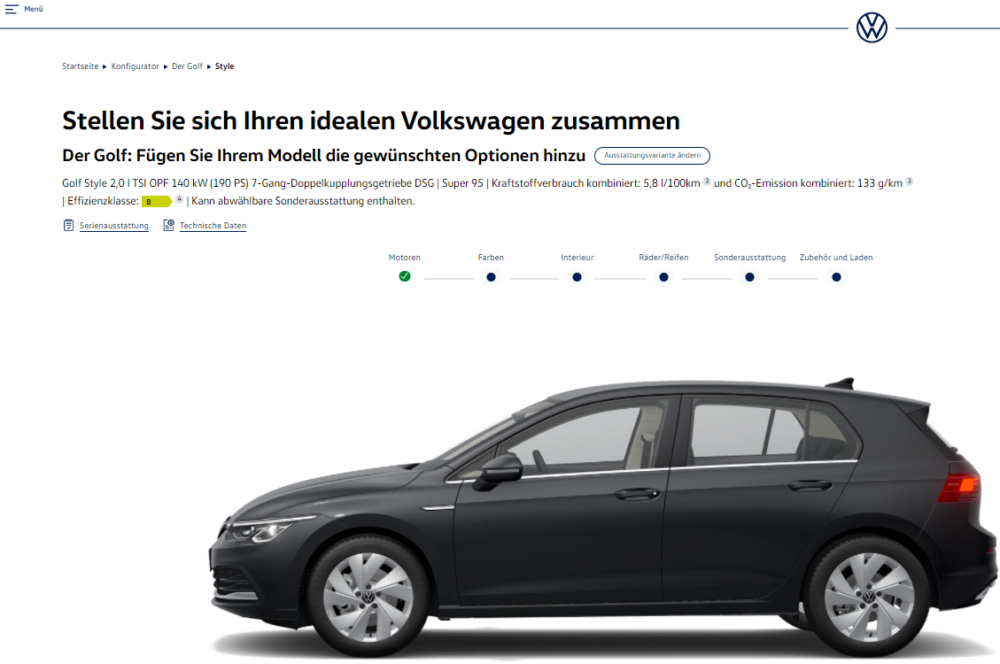 Menü
Startseite ▸ Konfigurator ▸ Der Golf ▸ Style
Stellen Sie sich Ihren idealen Volkswagen zusammen
Der Golf: Fügen Sie Ihrem Modell die gewünschten Optionen hinzu Ausstattungsvariante ändern
Golf Style 2,0 l TSI OPF 140 kW (190 PS) 7-Gang-Doppelkupplungsgetriebe DSG | Super 95 | Kraftstoffverbrauch kombiniert: 5,8 l/100km 3 und CO₂-Emission kombiniert: 133 g/km 3
| Effizienzklasse: B 4 | Kann abwählbare Sonderausstattung enthalten.
Serienausstattung Technische Daten
Motoren Farben Interieur Räder/Reifen Sonderausstattung Zubehör und Laden